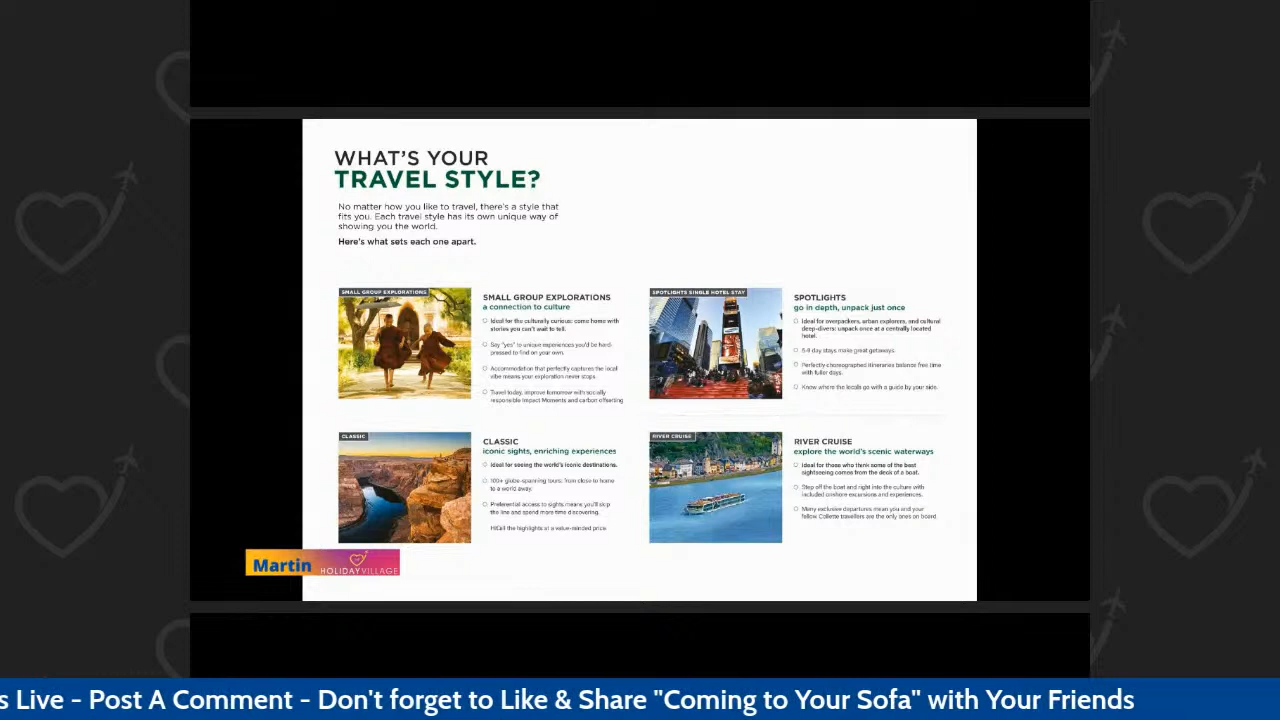 WHAT'S YOUR
TRAVEL STYLE?
No matter how you like to travel, there's a style that
fits you. Each travel style has its own unique way of
showing you the world.
Here's what sets each one apart.
SMALL GROUP EXPLORATIONS
SMALL GROUP EXPLORATIONS
a connection to culture
Ideal for the culturally curious: come home with
stories you can't wait to tell.
Say "yes" to unique experiences you'd be hard-
pressed to find on your own.
Accommodation that perfectly captures the local
vibe means your exploration never stops.
Travel today, improve tomorrow with socially
responsible Impact Moments and carbon offsetting
SPOTLIGHTS SINGLE HOTEL STAY
SPOTLIGHTS
go in depth, unpack just once
Ideal for overpackers, urban explorers, and cultural
deep-divers: unpack once at a centrally located
hotel.
5-9 day stays make great getaways.
Perfectly choreographed itineraries balance free time
with fuller days.
Know where the locals go with a guide by your side.
CLASSIC
CLASSIC
iconic sights, enriching experiences
Ideal for seeing the world's iconic destinations.
100+ globe-spanning tours, from close to home
to a world away.
Preferential access to sights means you'll skip
the line and spend more time discovering.
Hit all the highlights at a value-minded price
RIVER CRUISE
RIVER CRUISE
explore the world's scenic waterways
Ideal for those who think some of the best
sightseeing comes from the deck of a boat.
Step off the boat and right into the culture with
included onshore excursions and experiences.
Many exclusive departures mean you and your
fellow Collette travellers are the only ones on board.
Martin
HOLIDAYVILLAGE
s Live - Post A Comment - Don't forget to Like & Share "Coming to Your Sofa" with Your Friends